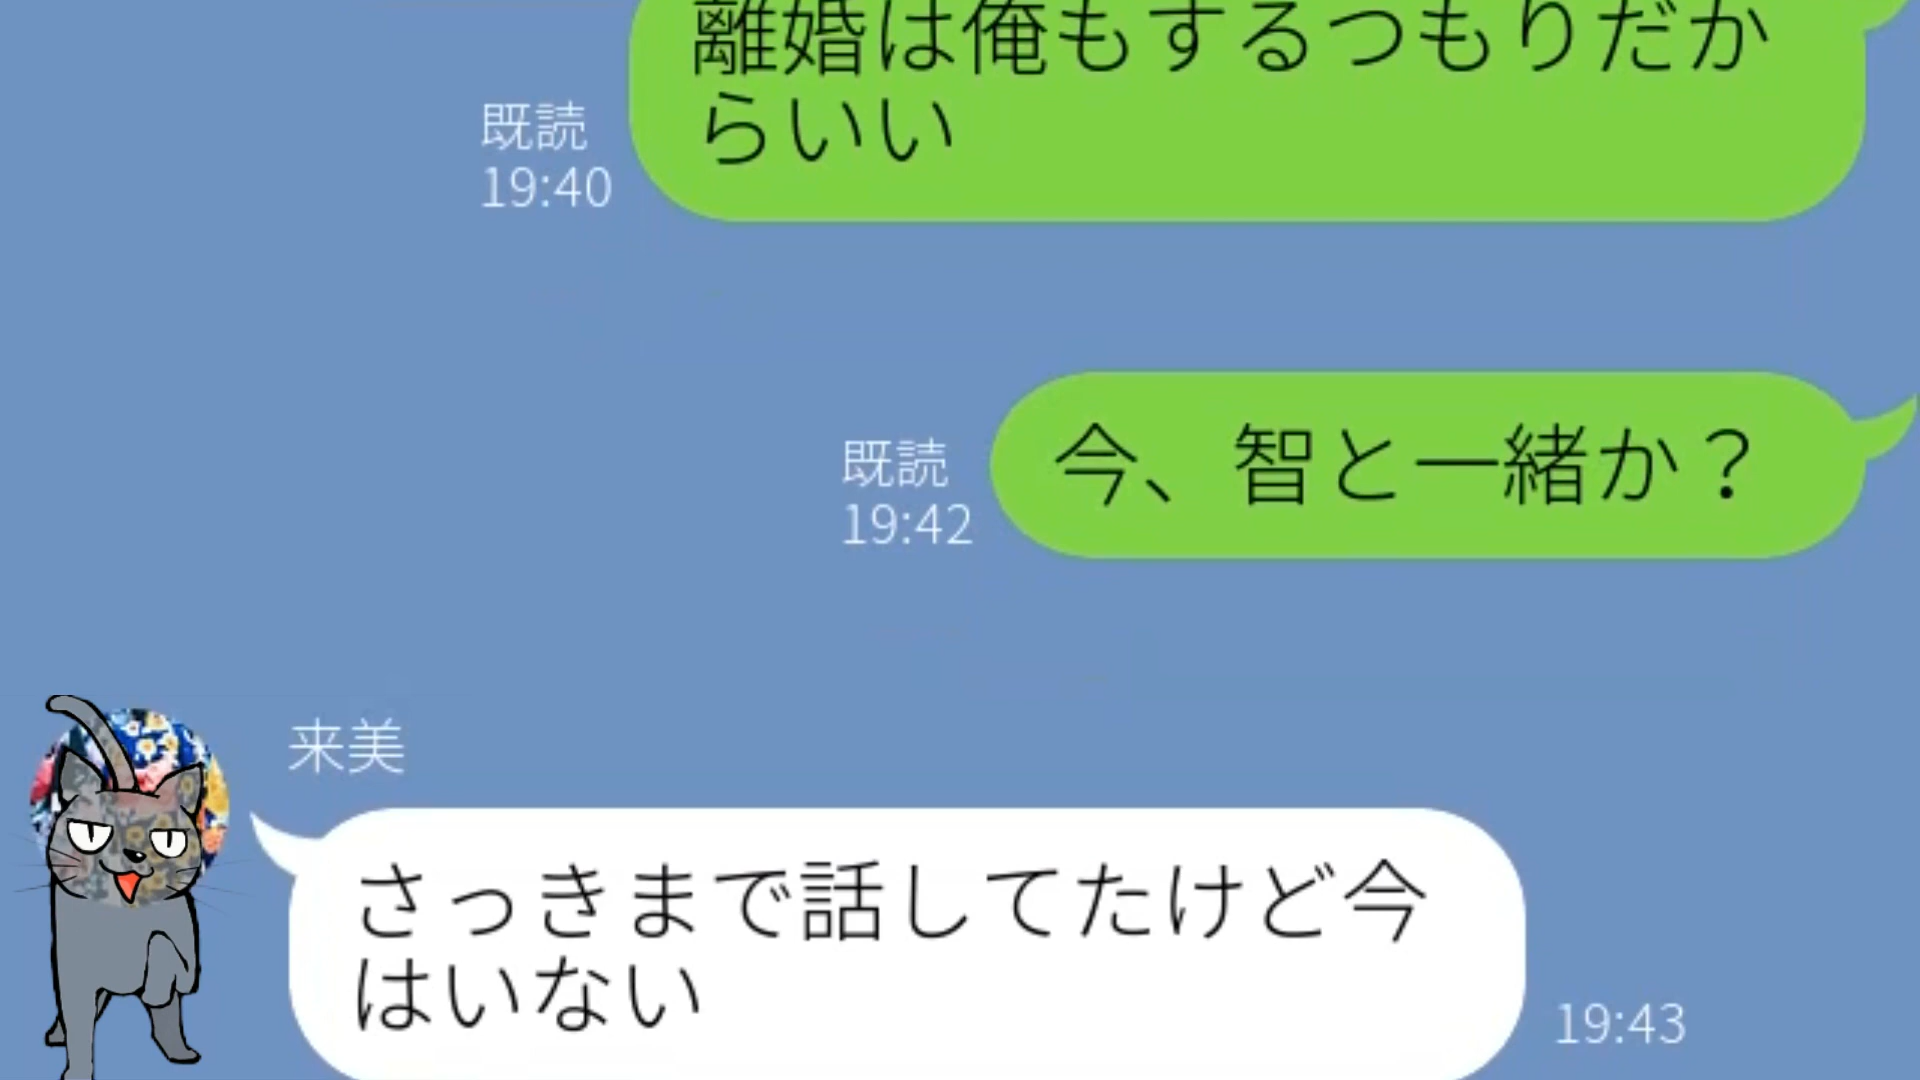 離婚は俺もするつもりだか
らいい
既読
19:40
今、智と一緒か？
既読
19:42
来美
さっきまで話してたけど今
はいない
19:43